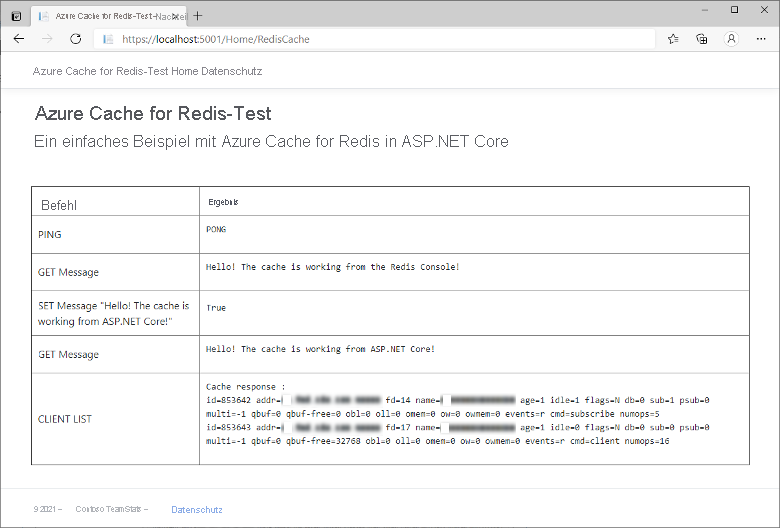 Azure Cache for Redis-Test - Nachteil
https://localhost:5001/Home/RedisCache
Azure Cache for Redis-Test Home Datenschutz
Azure Cache for Redis-Test
Ein einfaches Beispiel mit Azure Cache for Redis in ASP.NET Core
Befehl
Ergebnis
PING
PONG
GET Message
Hello! The cache is working from the Redis Console!
SET Message "Hello! The cache is
working from ASP.NET Core!"
True
GET Message
Hello! The cache is working from ASP.NET Core!
CLIENT LIST
Cache response :
id=853642 addr= fd=14 name= age=1 idle=1 flags=N db=0 sub=1 psub=0
multi=-1 qbuf=0 qbuf-free=0 obl=0 oll=0 omem=0 ow=0 owmem=0 events=r cmd=subscribe numops=5
id=853643 addr= fd=17 name= age=1 idle=0 flags=N db=0 sub=0 psub=0
multi=-1 qbuf=0 qbuf-free=32768 obl=0 oll=0 omem=0 ow=0 owmem=0 events=r cmd=client numops=16
9 2021 – Contoso Team Stats – Datenschutz